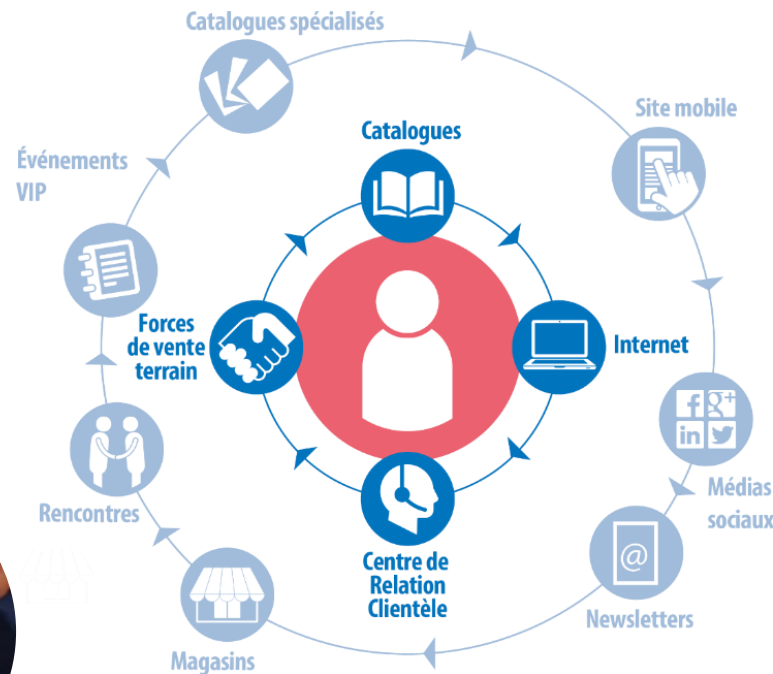 Catalogues spécialisés
Site mobile
Catalogues
Événements
VIP
Forces
de vente
terrain
Internet
f g+
in
Médias
sociaux
Rencontres
@
Centre de
Relation
Clientèle
Newsletters
Magasins